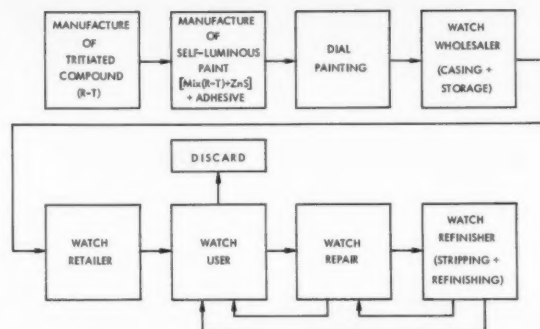 MANUFACTURE
OF
TRITIATED
COMPOUND
(R-T)
MANUFACTURE
OF
SELF-LUMINOUS
PAINT
[Mix(R-T)+ZnS]
+ ADHESIVE
DIAL
PAINTING
WATCH
WHOLESALER
(CASING +
STORAGE)
DISCARD
WATCH
RETAILER
WATCH
USER
WATCH
REPAIR
WATCH
REFINISHER
(STRIPPING +
REFINISHING)